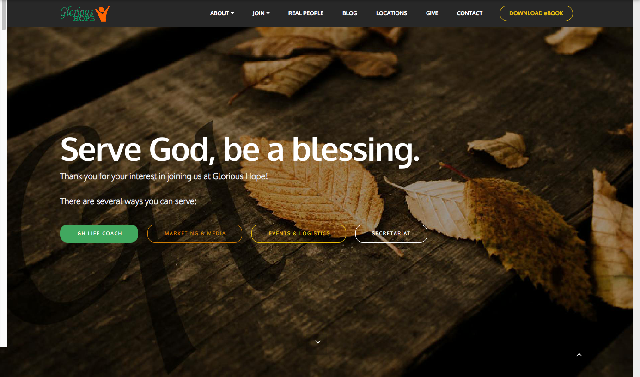 Glorious HOPE
ABOUT JOIN REAL PEOPLE BLOG LOCATIONS GIVE CONTACT DOWNLOAD eBOOK
Serve God, be a blessing.
Thank you for your interest in joining us at Glorious Hope!
There are several ways you can serve:
GH LIFE COACH MARKETING & MEDIA EVENTS & LOGISTICS SECRETARIAT